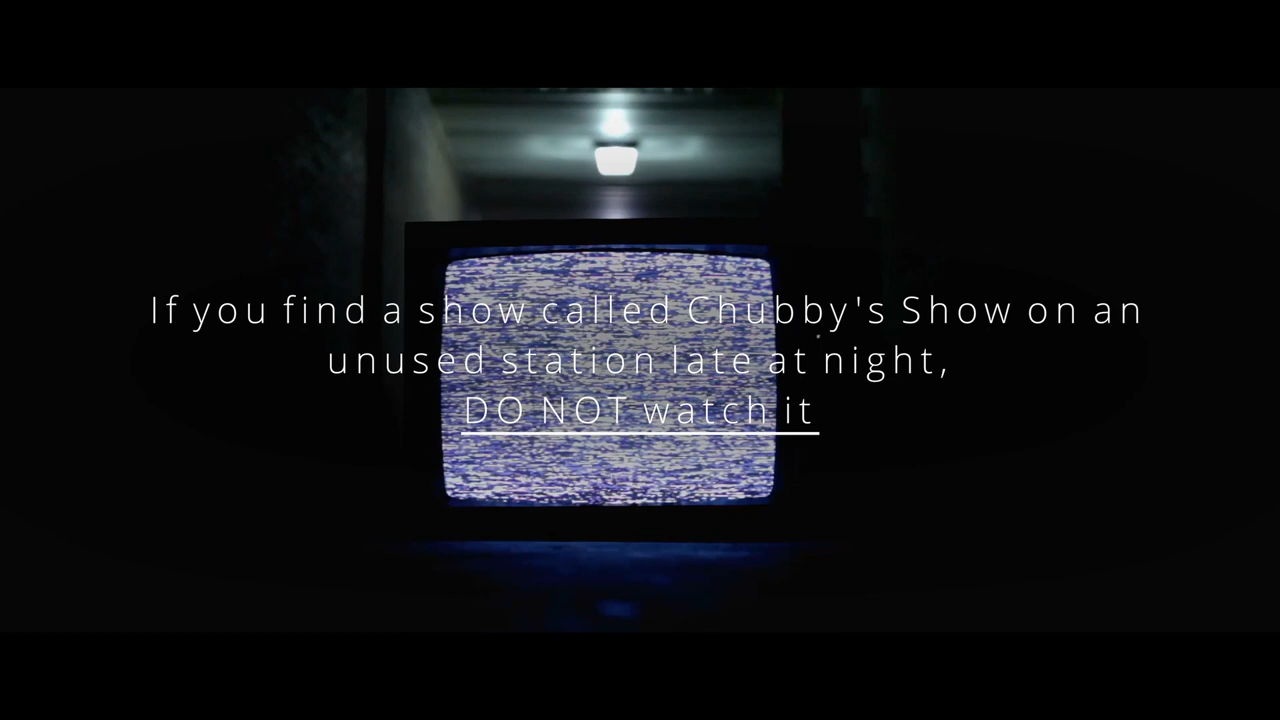 If you find a show called Chubby's Show on an
unused station late at night,
DO NOT watch it